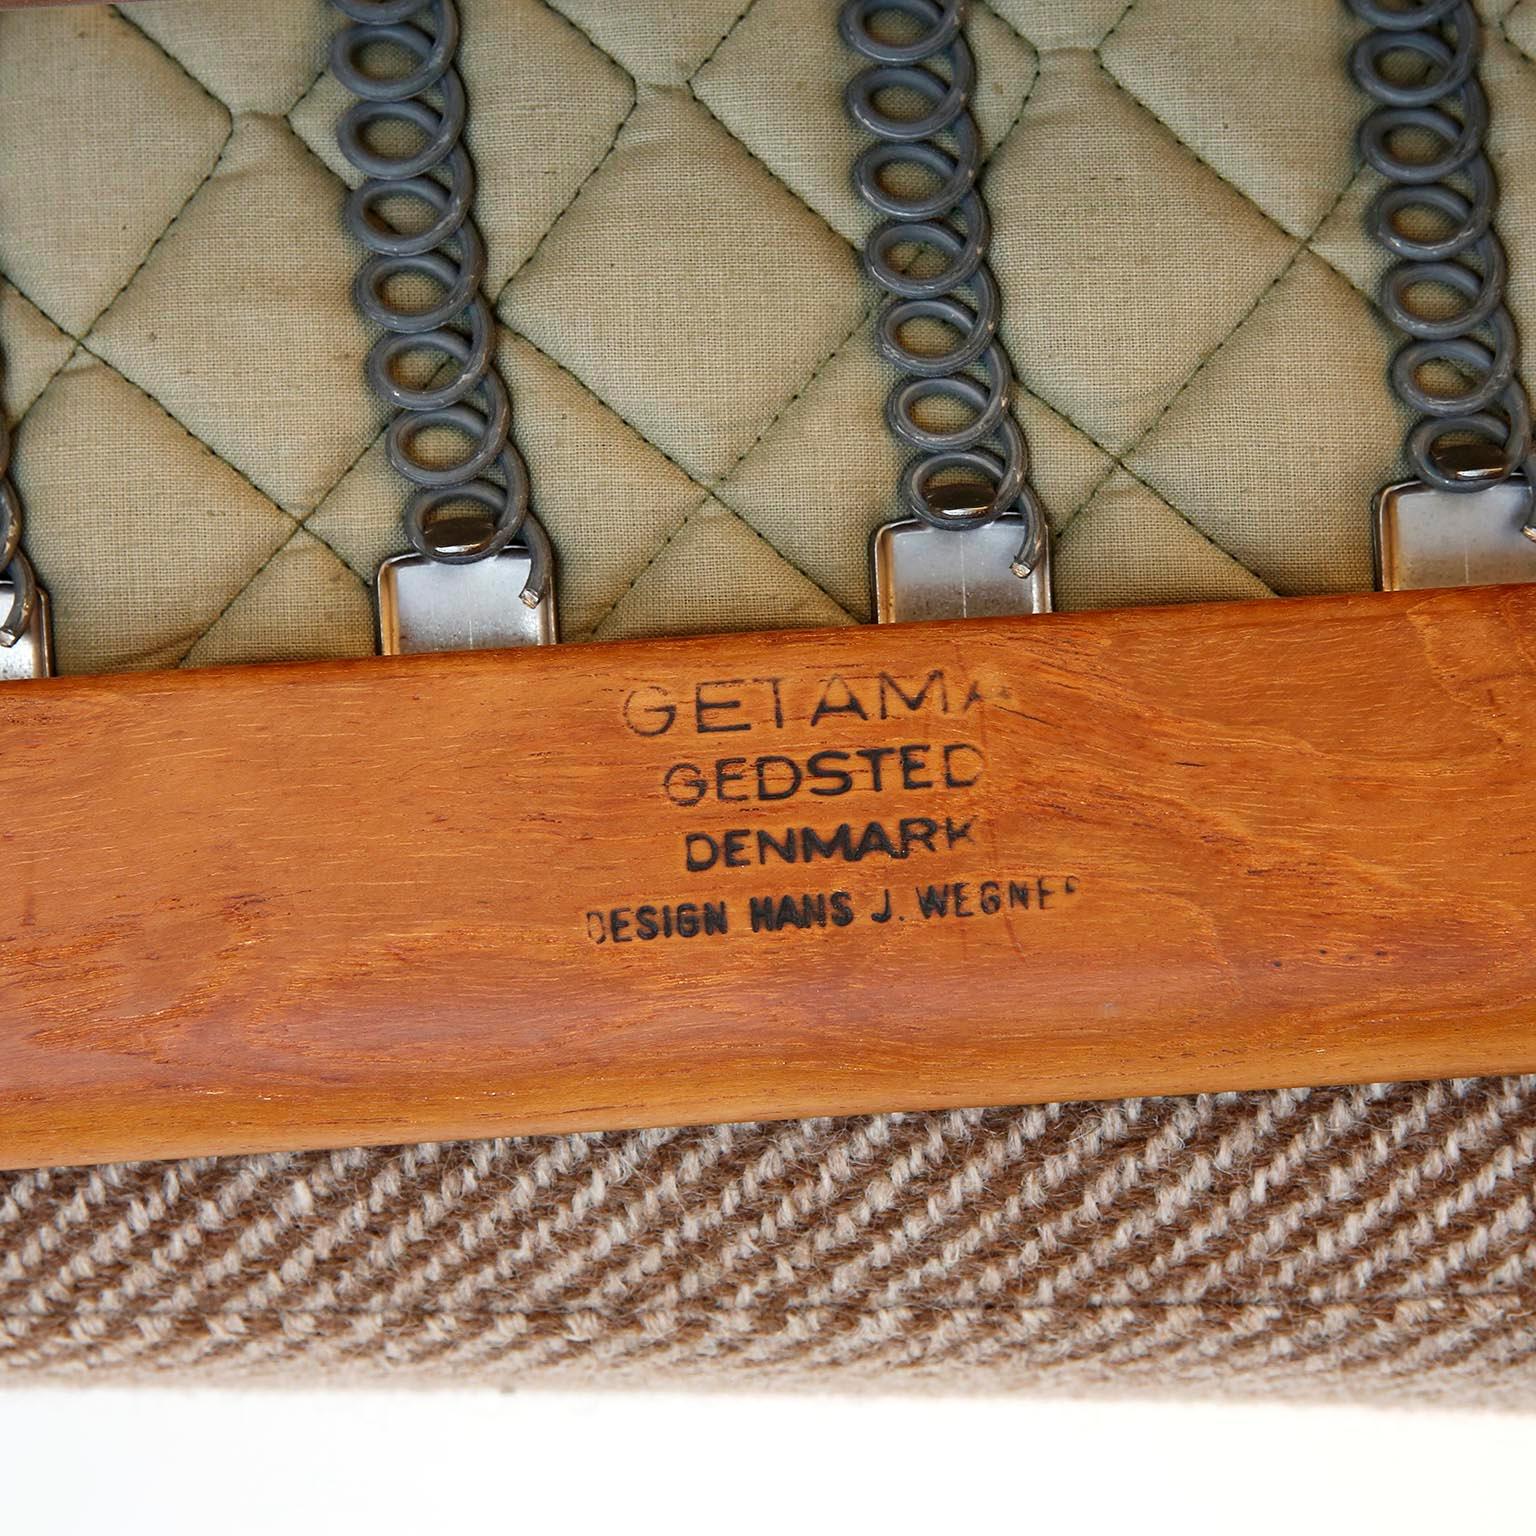 GETAMA
GEDSTED
DENMARK
DESIGN HANS J. WEGNER